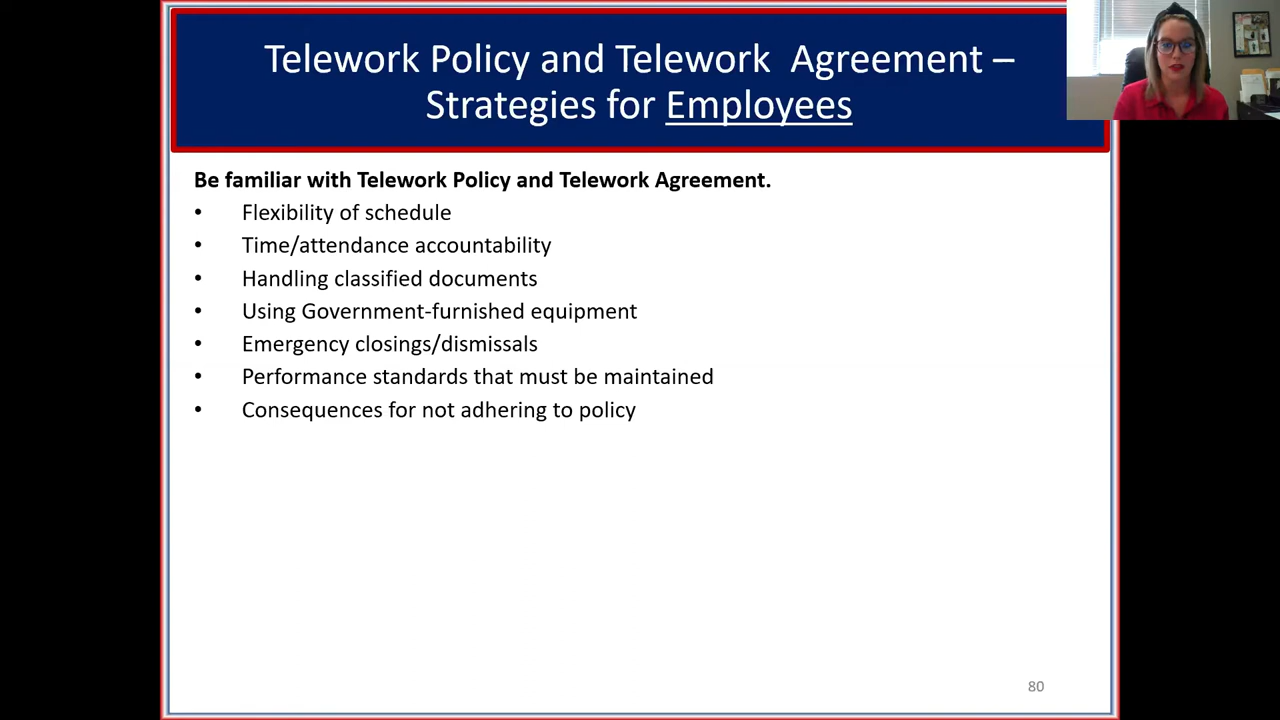 Telework Policy and Telework  Agreement –
Strategies for Employees
Be familiar with Telework Policy and Telework Agreement.
• Flexibility of schedule
• Time/attendance accountability
• Handling classified documents
• Using Government-furnished equipment
• Emergency closings/dismissals
• Performance standards that must be maintained
• Consequences for not adhering to policy
80